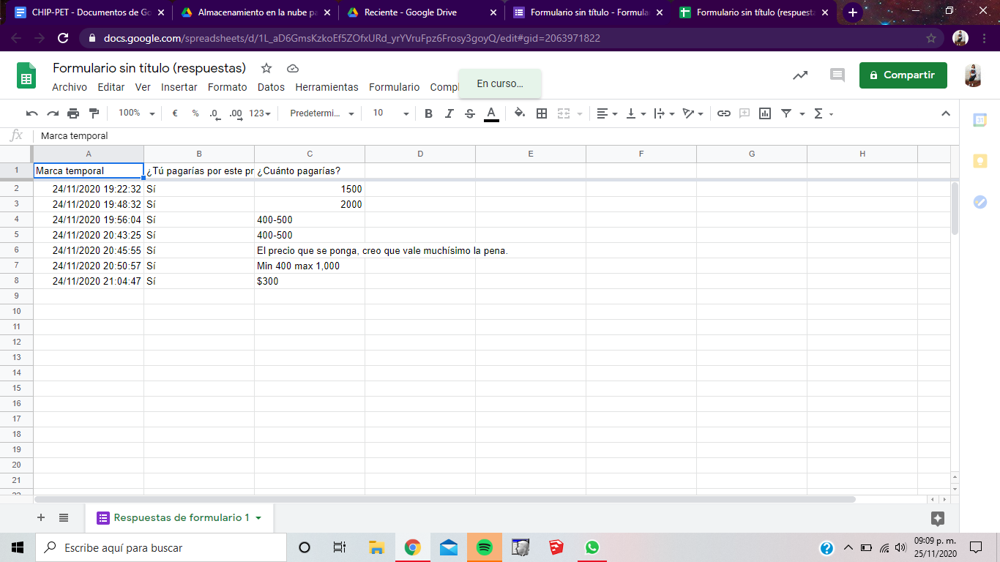 CHIP-PET - Documentos de Go
Almacenamiento en la nube pa
Reciente - Google Drive
Formulario sin título - Formula
Formulario sin título (respuesta
docs.google.com/spreadsheets/d/1L_aD6GmsKzkoEf5ZOfxURd_yrYVruFpz6Frosy3goyQ/edit#gid=2063971822
Formulario sin título (respuestas)
Archivo Editar Ver Insertar Formato Datos Herramientas Formulario Compl
En curso…
Compartir
100% € % .0 .00 123 Predetermi... 10 B I S A Σ
31
fx Marca temporal
A B C D E F G H
1 Marca temporal ¿Tú pagarías por este pr ¿Cuánto pagarías?
2 24/11/2020 19:22:32 Sí 1500
3 24/11/2020 19:48:32 Sí 2000
4 24/11/2020 19:56:04 Sí 400-500
5 24/11/2020 20:43:25 Sí 400-500
6 24/11/2020 20:45:55 Sí El precio que se ponga, creo que vale muchísimo la pena.
7 24/11/2020 20:50:57 Sí Min 400 max 1,000
8 24/11/2020 21:04:47 Sí $300
9
10
11
12
13
14
15
16
17
18
19
20
21
22
Respuestas de formulario 1
Escribe aquí para buscar
09:09 p. m.
25/11/2020